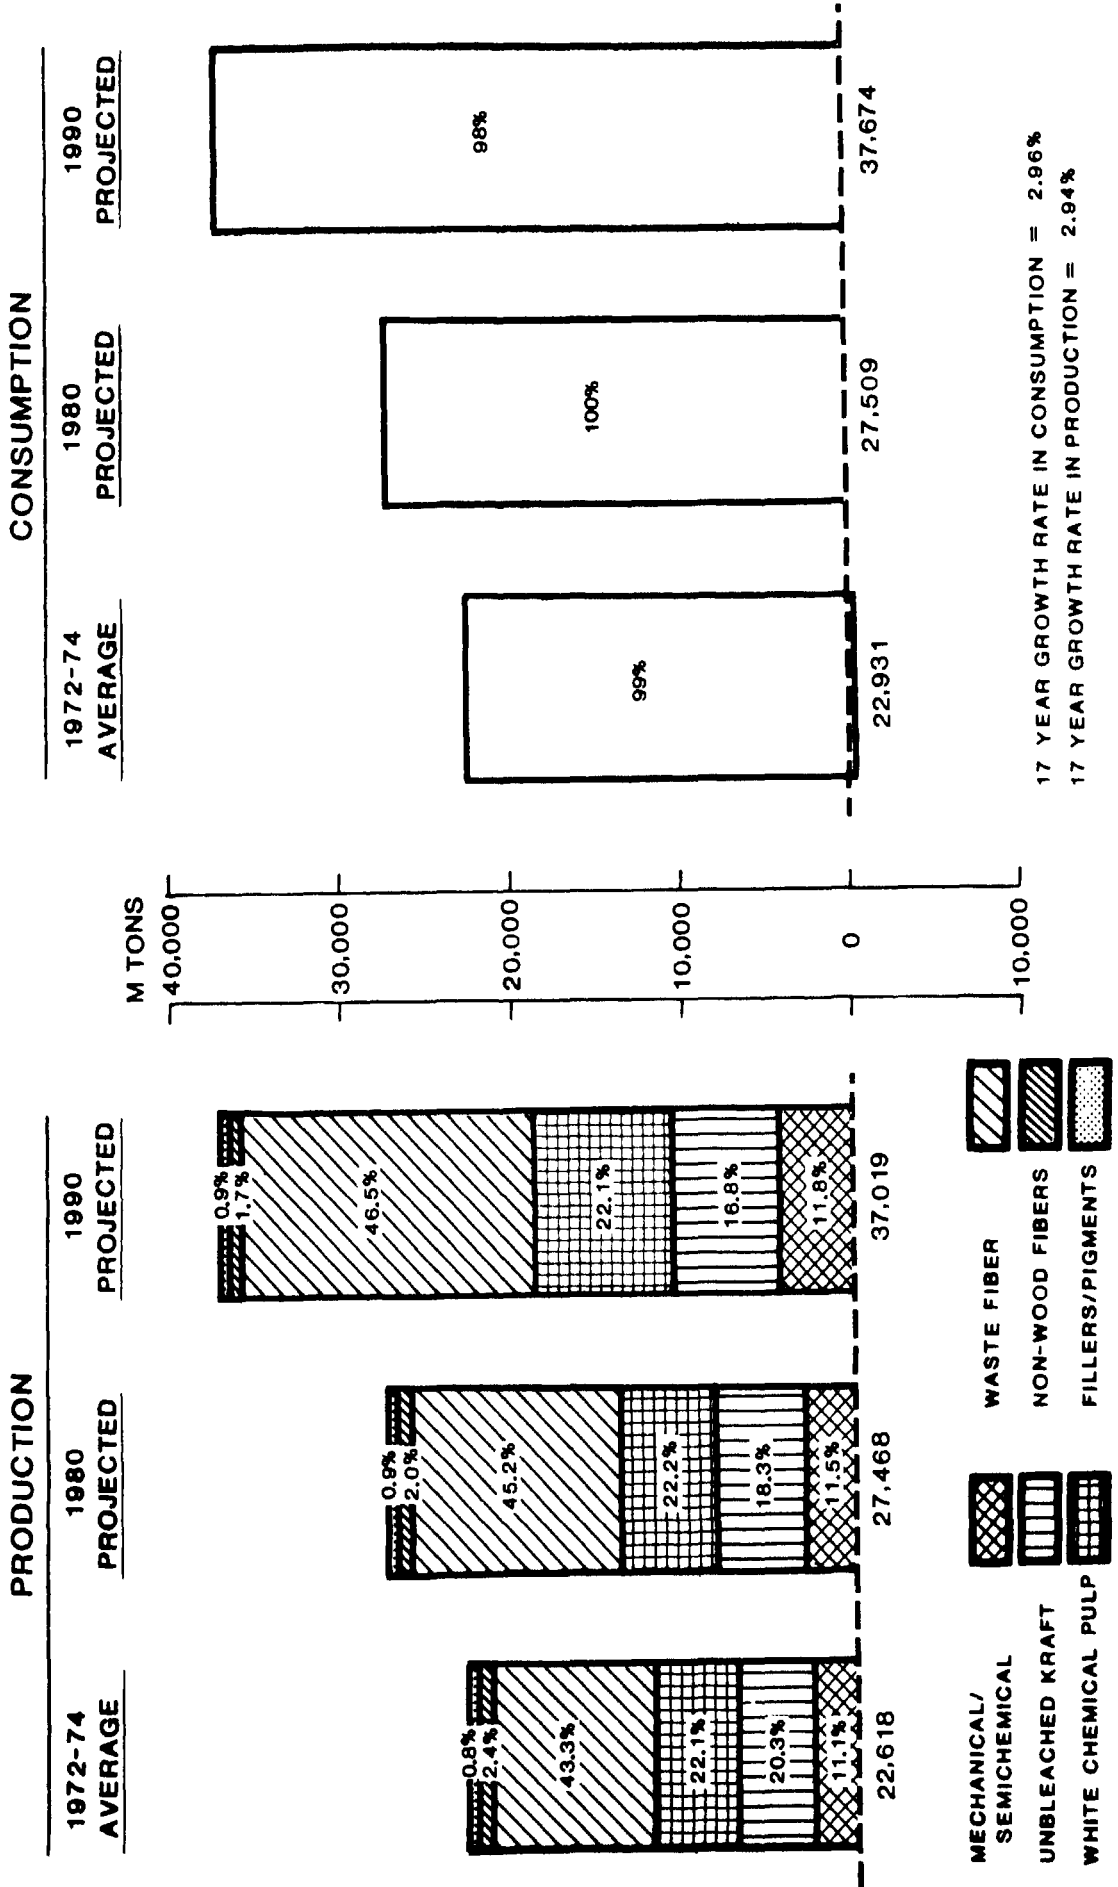 PRODUCTION
1972-74
AVERAGE
1980
PROJECTED
1990
PROJECTED
0.8%
2.4%
43.3%
22.1%
20.3%
11.1%
22.618
0.9%
2.0%
45.2%
22.2%
18.3%
11.5%
27.468
0.9%
1.7%
46.5%
22.1%
16.8%
11.8%
37.019
M TONS
40.000
30.000
20.000
10.000
0
10.000
CONSUMPTION
1972-74
AVERAGE
1980
PROJECTED
1990
PROJECTED
99%
22.931
100%
27.509
98%
37.674
MECHANICAL/
SEMICHEMICAL
UNBLEACHED KRAFT
WHITE CHEMICAL PULP
WASTE FIBER
NON-WOOD FIBERS
FILLERS/PIGMENTS
17 YEAR GROWTH RATE IN CONSUMPTION = 2.96%
17 YEAR GROWTH RATE IN PRODUCTION = 2.94%